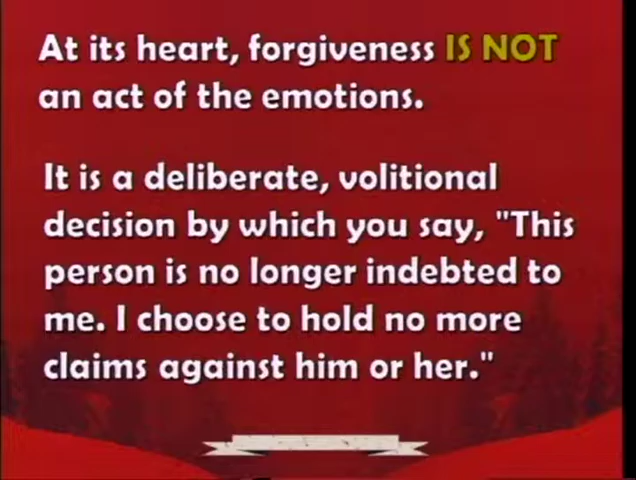 At its heart, forgiveness IS NOT
an act of the emotions.
It is a deliberate, volitional
decision by which you say, "This
person is no longer indebted to
me. I choose to hold no more
claims against him or her."